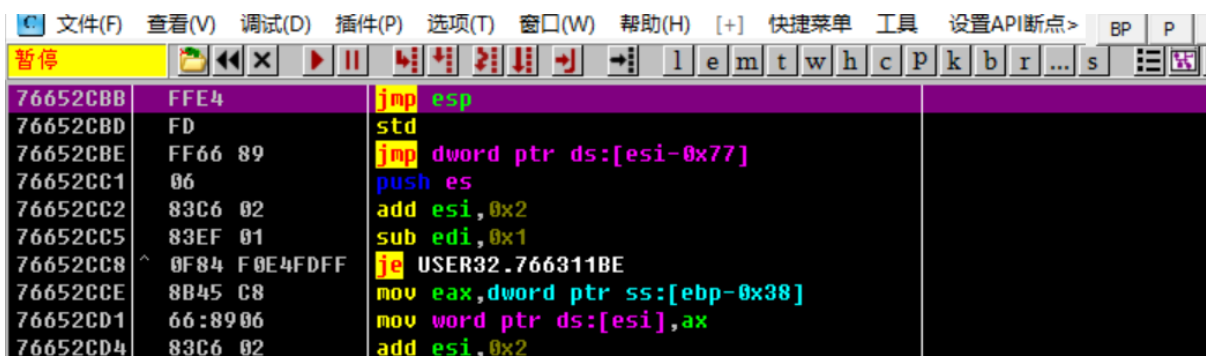 C 文件(F) 查看(V) 调试(D) 插件(P) 选项(T) 窗口(W) 帮助(H) [+] 快捷菜单 工具 设置API断点> BP P
暂停 l e m t w h c P k b r ... s
76652CBB FFE4 jmp esp
76652CBD FD std
76652CBE FF66 89 jmp dword ptr ds:[esi-0x77]
76652CC1 06 push es
76652CC2 83C6 02 add esi,0x2
76652CC5 83EF 01 sub edi,0x1
76652CC8 ^ 0F84 F0E4FDFF je USER32.766311BE
76652CCE 8B45 C8 mov eax,dword ptr ss:[ebp-0x38]
76652CD1 66:8906 mov word ptr ds:[esi],ax
76652CD4 83C6 02 add esi,0x2